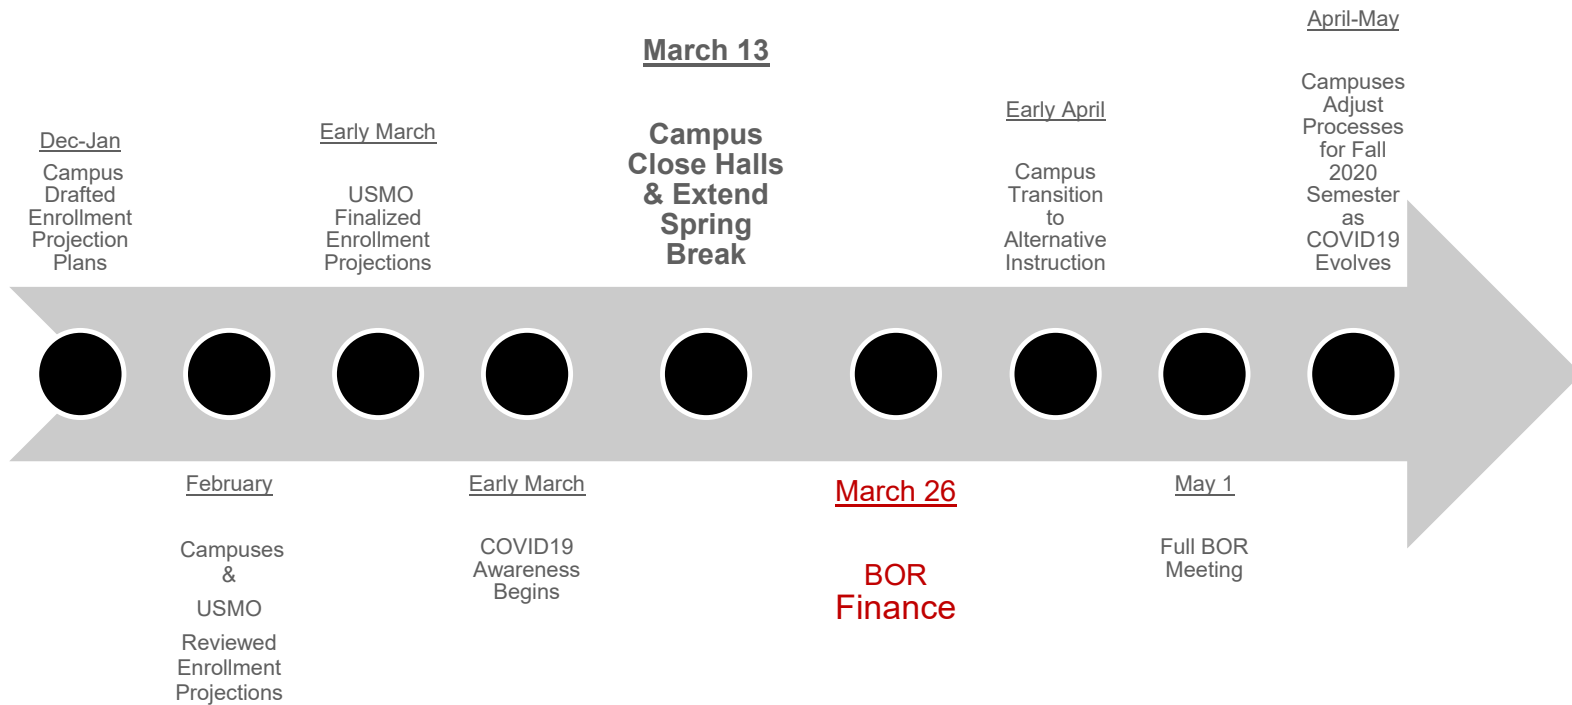 Dec-Jan
Campus
Drafted
Enrollment
Projection
Plans
February
Campuses
&
USMO
Reviewed
Enrollment
Projections
Early March
USMO
Finalized
Enrollment
Projections
Early March
COVID19
Awareness
Begins
March 13
Campus
Close Halls
& Extend
Spring
Break
March 26
BOR
Finance
Early April
Campus
Transition
to
Alternative
Instruction
May 1
Full BOR
Meeting
April-May
Campuses
Adjust
Processes
for Fall
2020
Semester
as
COVID19
Evolves